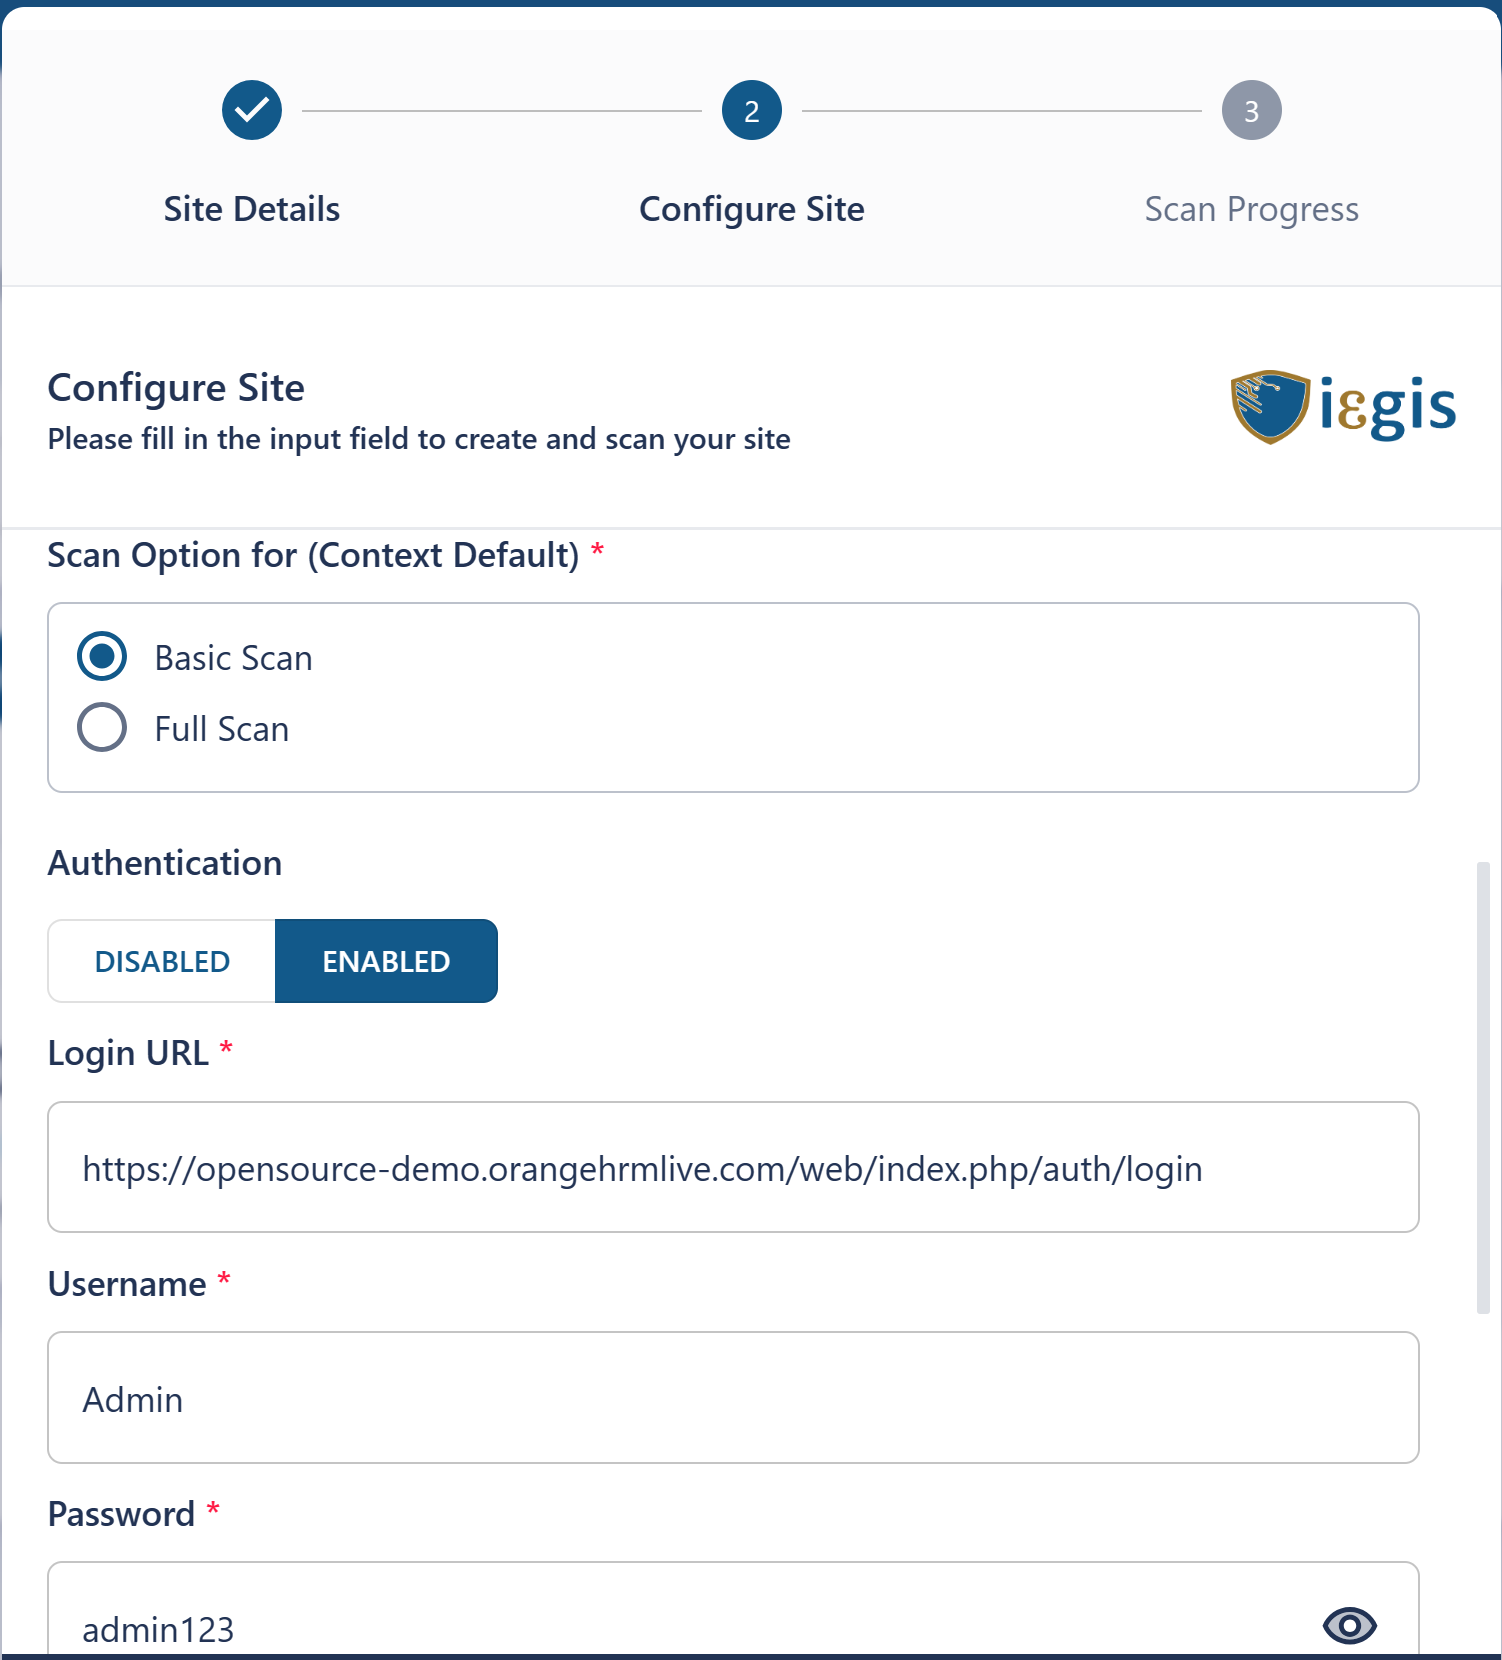 2
3
Site Details
Configure Site
Scan Progress
Configure Site
Please fill in the input field to create and scan your site
iεgis
Scan Option for (Context Default) *
Basic Scan
Full Scan
Authentication
DISABLED
ENABLED
Login URL *
https://opensource-demo.orangehrmlive.com/web/index.php/auth/login
Username *
Admin
Password *
admin123